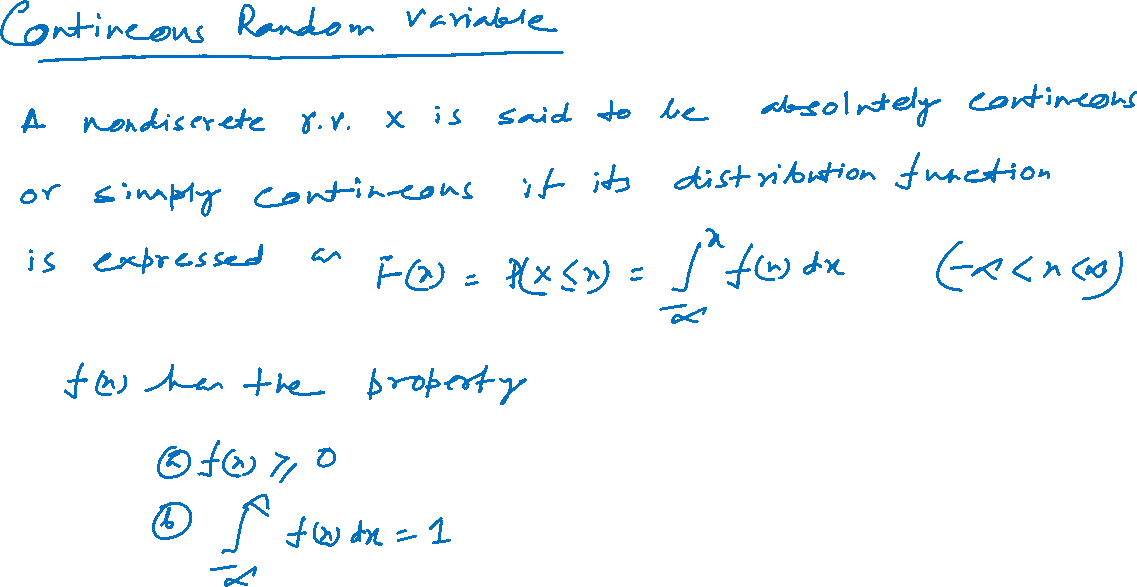 Contineous Random variable
A nondiscrete r.v. X is said to be absolutely contineous
or simply contineous if its distribution function
is expressed as F(x) = P(X ≤ x) = ∫_{-∞}^{x} f(x) dx (-∞ < x < ∞)
f(x) has the property
ⓐ f(x) ≥ 0
ⓑ ∫_{-∞}^{∞} f(x) dx = 1